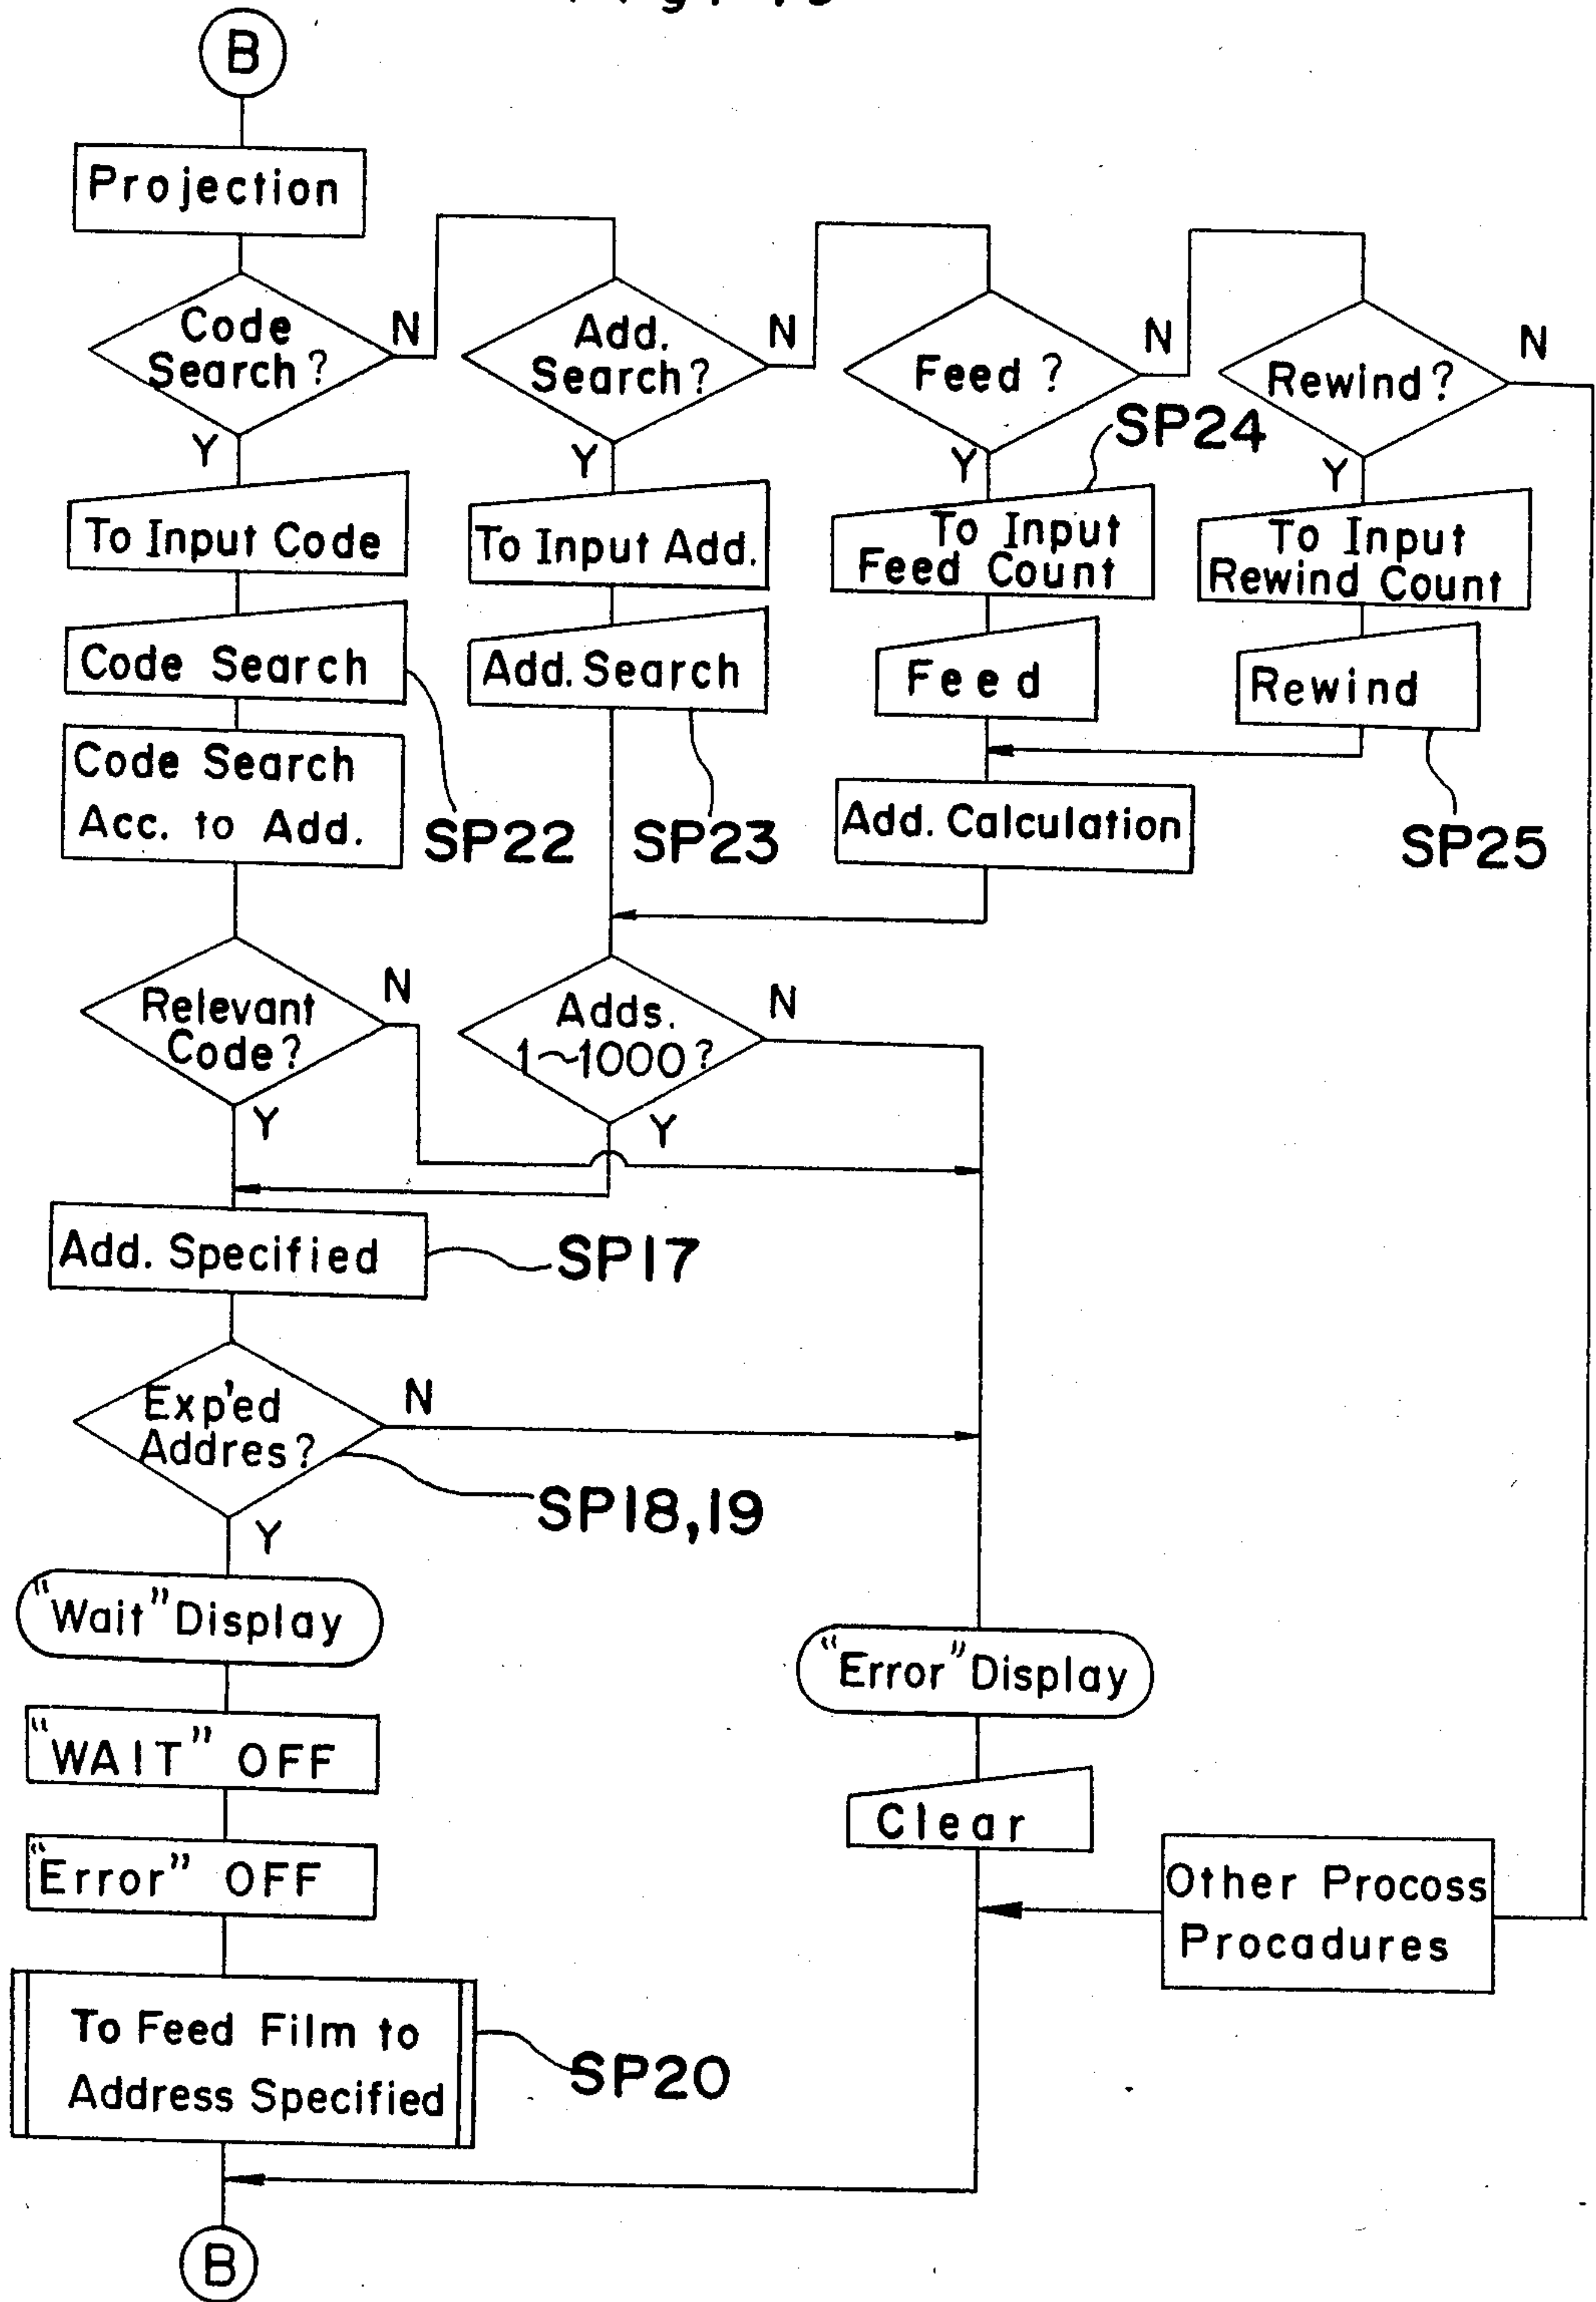 B
Projection
Code
Search?
N
Add.
Search?
N
Feed ?
N
Rewind?
N
Y
Y
Y
Y
SP24
To Input Code
To Input Add.
To Input
Feed Count
To Input
Rewind Count
Code Search
Add. Search
Feed
Rewind
Code Search
Acc. to Add.
SP22
SP23
Add. Calculation
SP25
Relevant
Code?
N
Adds.
1~1000?
N
Y
Y
Add. Specified
SP17
Exp'ed
Addres?
N
SP18,19
Y
"Wait" Display
"Error" Display
"WAIT" OFF
Clear
"Error" OFF
Other Procoss
Procadures
To Feed Film to
Address Specified
SP20
B